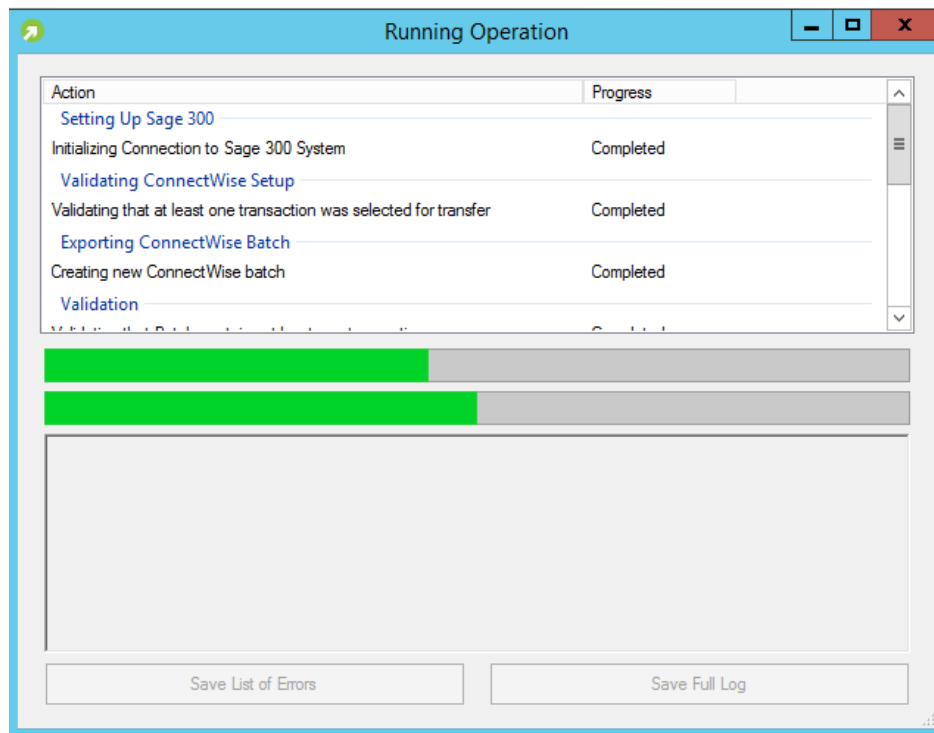 Running Operation
Action Progress
Setting Up Sage 300
Initializing Connection to Sage 300 System Completed
Validating ConnectWise Setup
Validating that at least one transaction was selected for transfer Completed
Exporting ConnectWise Batch
Creating new ConnectWise batch Completed
Validation
Save List of Errors Save Full Log